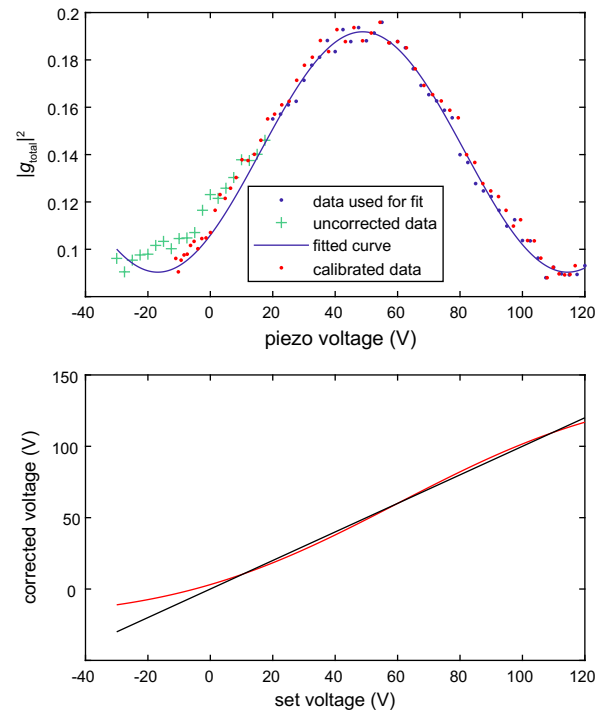 0.2
0.18
0.16
0.14
0.12
0.1
|g_total|²
data used for fit
uncorrected data
fitted curve
calibrated data
-40 -20 0 20 40 60 80 100 120
piezo voltage (V)
150
100
50
0
corrected voltage (V)
-40 -20 0 20 40 60 80 100 120
set voltage (V)